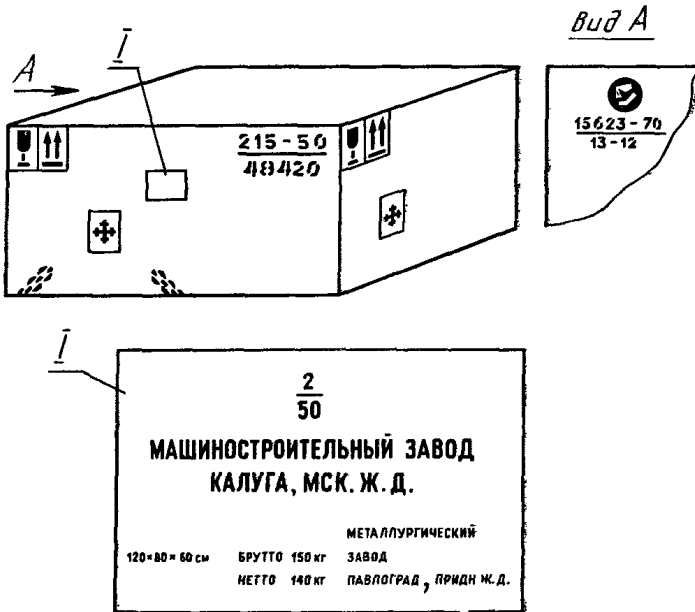 Вид А
А
I
215-50
48420
15623-70
13-12
I
2
50
МАШИНОСТРОИТЕЛЬНЫЙ ЗАВОД
КАЛУГА, МСК. Ж. Д.
МЕТАЛЛУРГИЧЕСКИЙ
120×80×60 см БРУТТО 150 кг ЗАВОД
НЕТТО 140 кг ПАВЛОГРАД, ПРИДН Ж. Д.